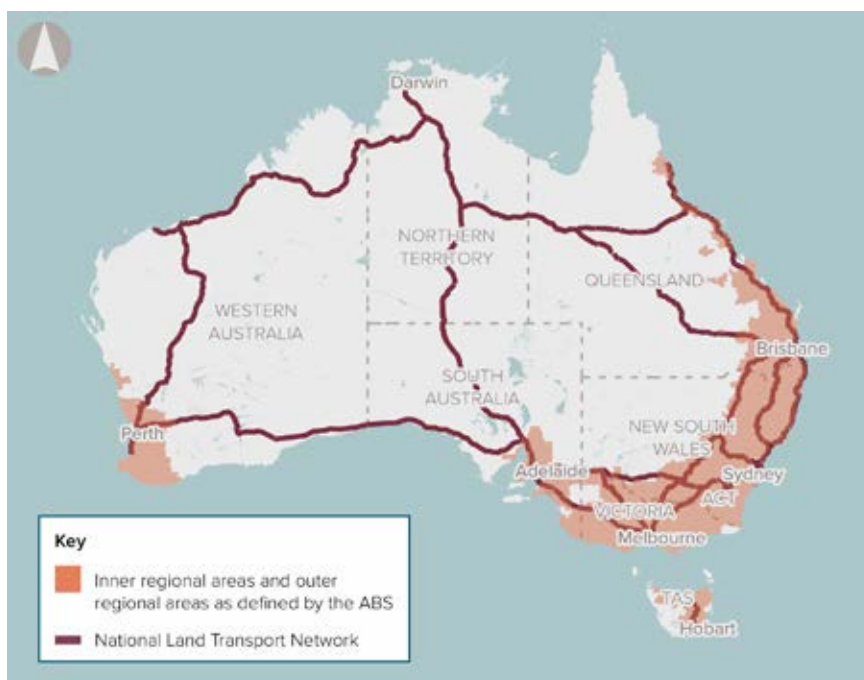 Darwin
NORTHERN
TERRITORY
QUEENSLAND
WESTERN
AUSTRALIA
Brisbane
SOUTH
AUSTRALIA
NEW SOUTH
WALES
Perth
Adelaide
Sydney
ACT
VICTORIA
Melbourne
TAS
Hobart
Key
Inner regional areas and outer
regional areas as defined by the ABS
National Land Transport Network